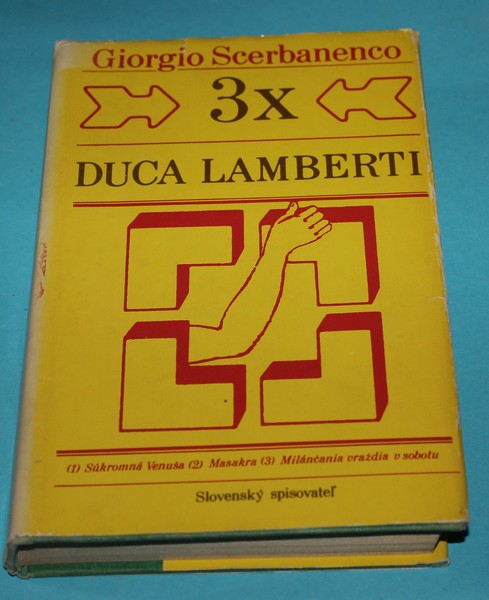 Giorgio Scerbanenco
3x
DUCA LAMBERTI
(1) Súkromná Venuša (2) Masakra (3) Milánčania vraždia v sobotu
Slovenský spisovateľ